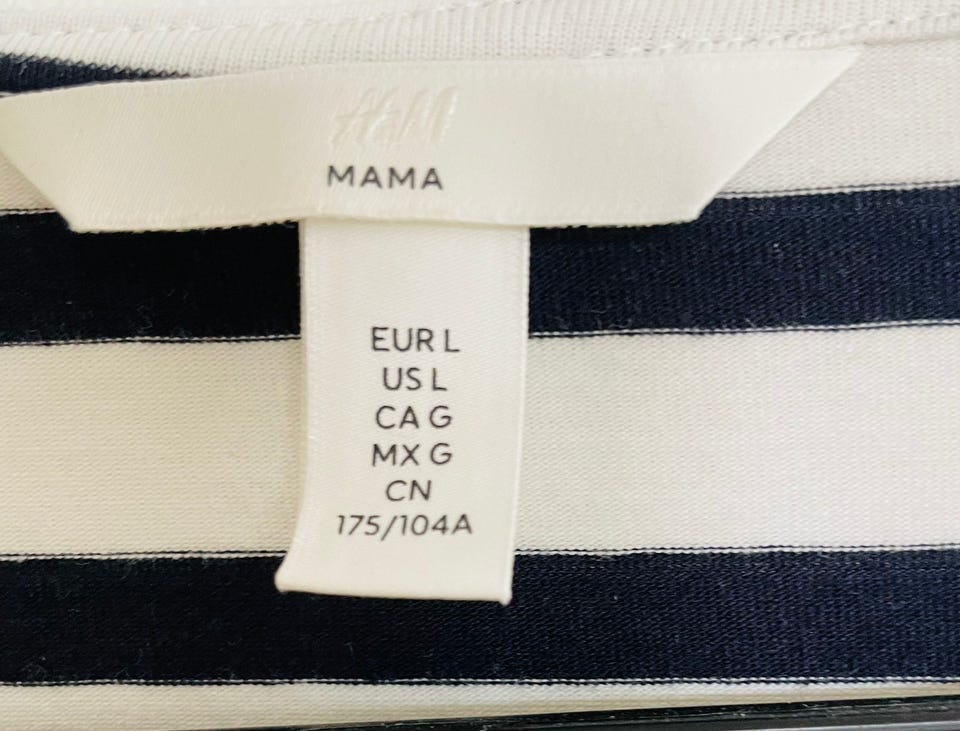 H&M
MAMA
EUR L
US L
CA G
MX G
CN
175/104A